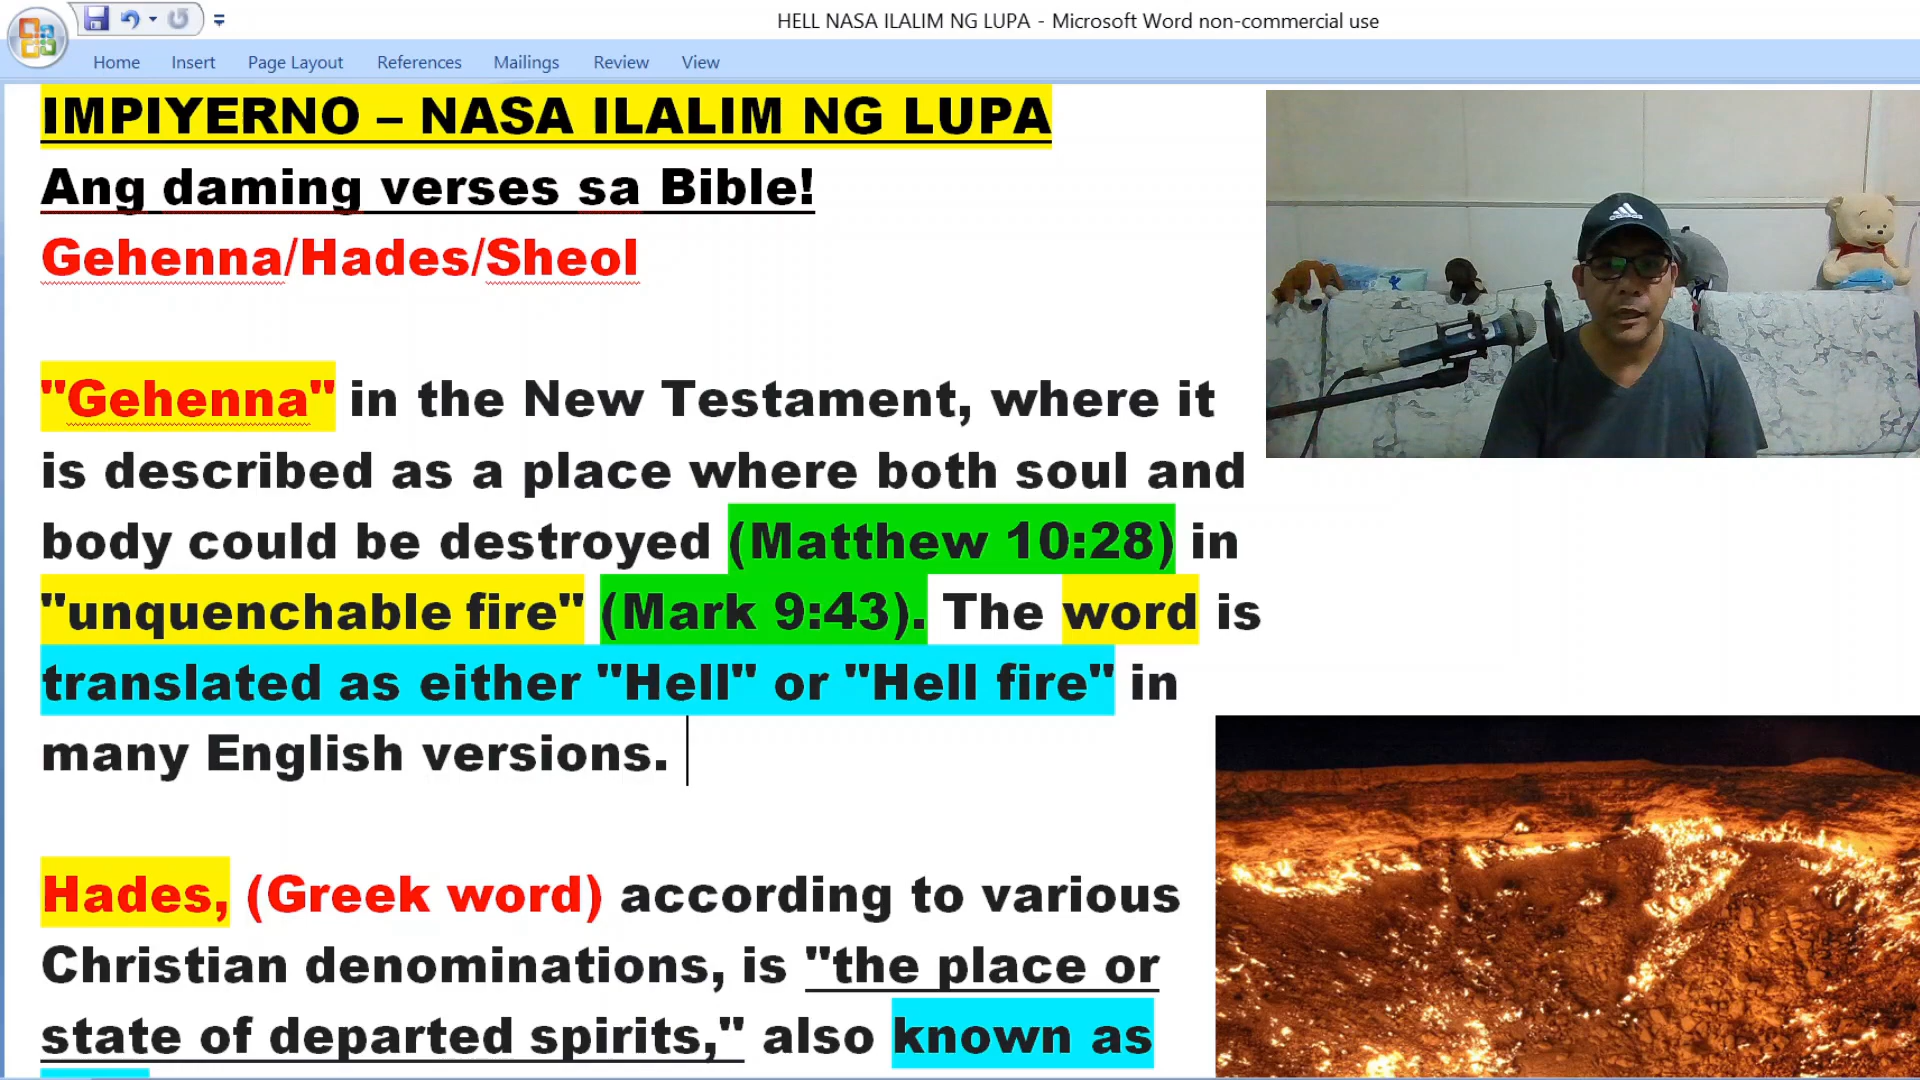 HELL NASA ILALIM NG LUPA - Microsoft Word non-commercial use
Home Insert Page Layout References Mailings Review View
IMPIYERNO – NASA ILALIM NG LUPA
Ang daming verses sa Bible!
Gehenna/Hades/Sheol
"Gehenna" in the New Testament, where it
is described as a place where both soul and
body could be destroyed (Matthew 10:28) in
"unquenchable fire" (Mark 9:43). The word is
translated as either "Hell" or "Hell fire" in
many English versions.
Hades, (Greek word) according to various
Christian denominations, is "the place or
state of departed spirits," also known as
adidas